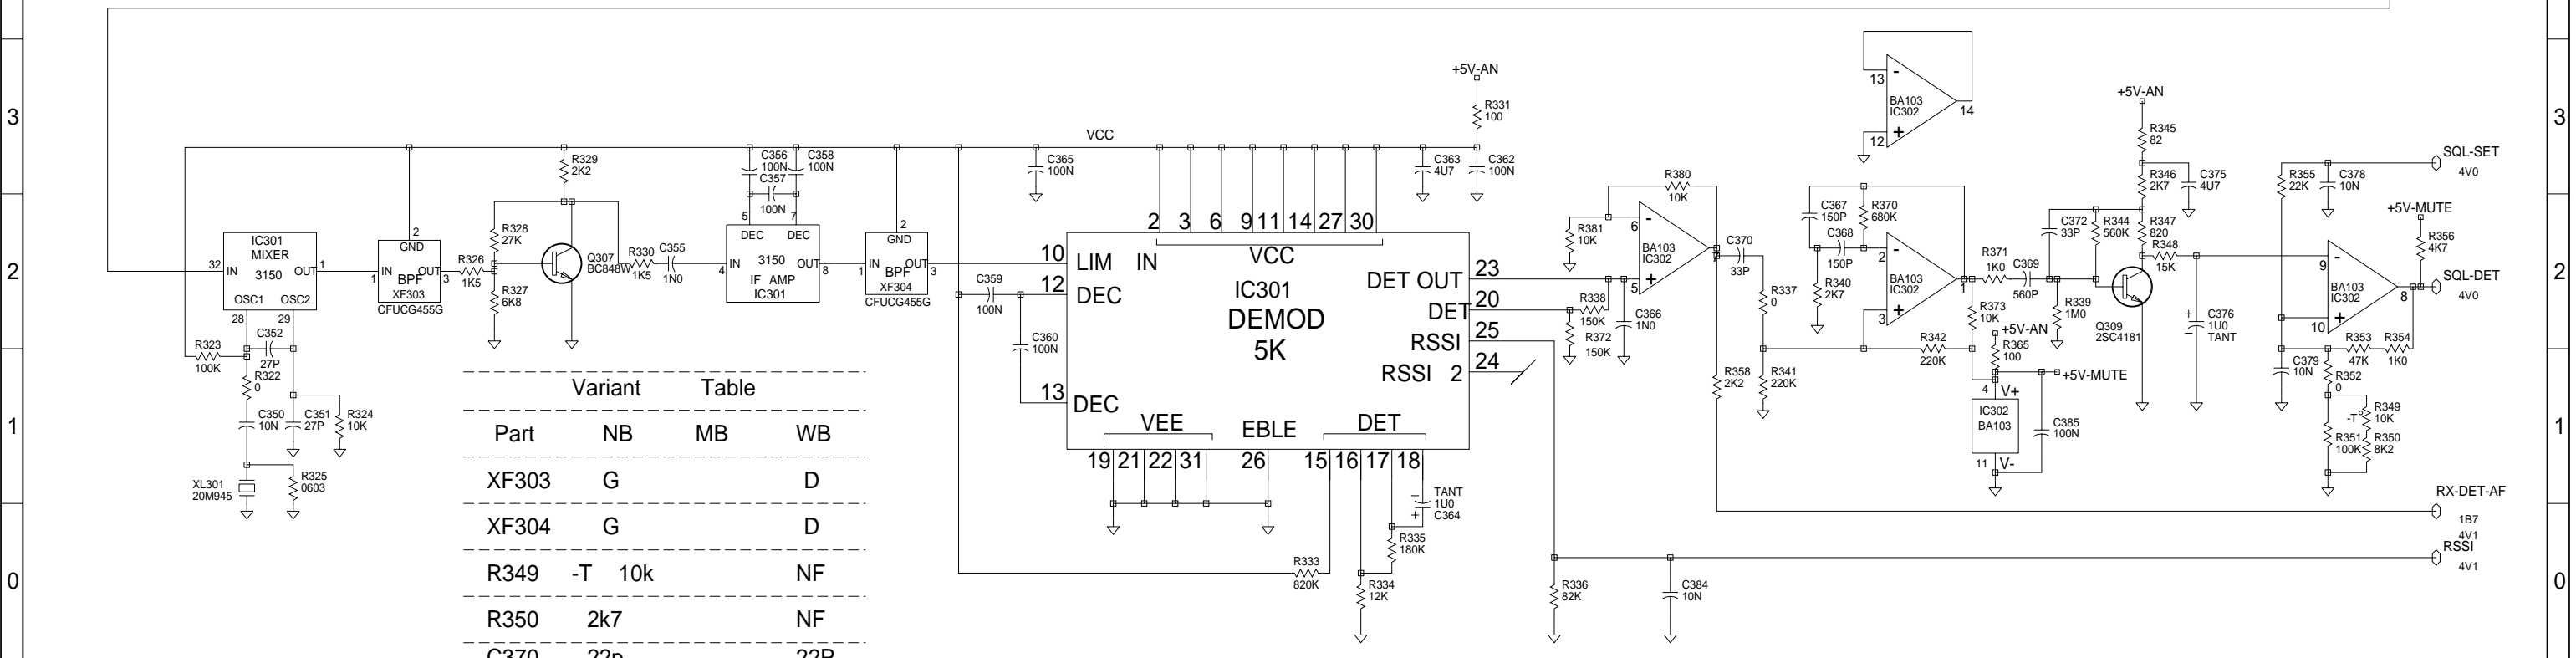 3
2
1
0
3
2
1
0
VCC
+5V-AN
R331
100
C365
100N
C363
4U7
C362
100N
IC301
MIXER
3150
32
IN
OUT
1
OSC1
OSC2
28
29
C352
27P
R323
100K
R322
0
C350
10N
C351
27P
R324
10K
XL301
20M945
R325
0603
2
GND
1
IN
OUT
3
BPF
XF303
CFUCG455G
R326
1K5
R328
27K
R327
6K8
R329
2K2
Q307
BC848W
R330
1K5
C355
1N0
C356
100N
C358
100N
C357
100N
5
7
DEC
DEC
4
IN
3150
OUT
8
IF AMP
IC301
2
GND
1
IN
OUT
3
BPF
XF304
CFUCG455G
C359
100N
C360
100N
2
3
6
9
11
14
27
30
VCC
10
LIM IN
12
DEC
13
DEC
IC301
DEMOD
5K
DET OUT
23
DET
20
RSSI
25
RSSI 2
24
VEE
EBLE
DET
19
21
22
31
26
15
16
17
18
TANT
1U0
C364
−
+
R335
180K
R333
820K
R334
12K
Variant Table
Part NB MB WB
XF303 G D
XF304 G D
R349 -T 10k NF
R350 2k7 NF
R338
150K
R372
150K
C366
1N0
R381
10K
R380
10K
6
-
5
+
BA103
IC302
C370
33P
R337
0
R358
2K2
R341
220K
13
-
12
+
BA103
IC302
14
C367
150P
R370
680K
C368
150P
R340
2K7
2
-
3
+
BA103
IC302
1
R342
220K
R371
1K0
C369
560P
R373
10K
+5V-AN
R365
100
+5V-MUTE
4
V+
IC302
BA103
11
V-
C385
100N
R339
1M0
C372
33P
R344
560K
+5V-AN
R345
82
R346
2K7
C375
4U7
R347
820
R348
15K
Q309
2SC4181
C376
1U0
TANT
+
−
R355
22K
C378
10N
SQL-SET
4V0
+5V-MUTE
R356
4K7
SQL-DET
4V0
9
-
10
+
BA103
IC302
8
C379
10N
R353
47K
R354
1K0
R352
0
-T°
R349
10K
R351
100K
R350
8K2
RX-DET-AF
1B7
4V1
RSSI
4V1
R336
82K
C384
10N